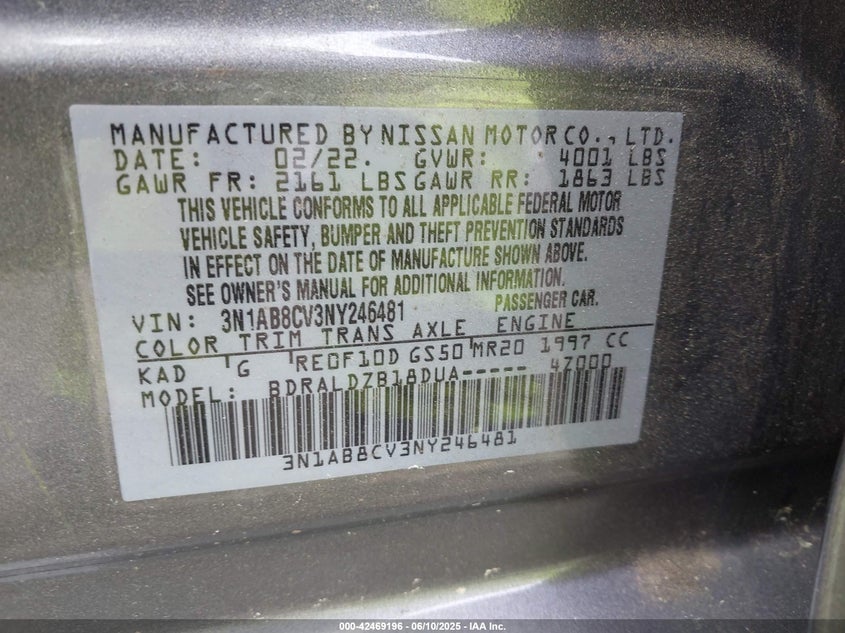 MANUFACTURED BY NISSAN MOTOR CO., LTD.
DATE: 02/22. GVWR: 4001 LBS
GAWR FR: 2161 LBS GAWR RR: 1863 LBS
THIS VEHICLE CONFORMS TO ALL APPLICABLE FEDERAL MOTOR
VEHICLE SAFETY, BUMPER AND THEFT PREVENTION STANDARDS
IN EFFECT ON THE DATE OF MANUFACTURE SHOWN ABOVE.
SEE OWNER'S MANUAL FOR ADDITIONAL INFORMATION.
PASSENGER CAR.
VIN: 3N1AB8CV3NY246481
COLOR TRIM TRANS AXLE ENGINE
KAD G RE0F10D GS50 MR20 1997 CC
MODEL: BDRALDZB18DUA----- 47000
3N1AB8CV3NY246481
000-42469196 - 06/10/2025 - IAA Inc.